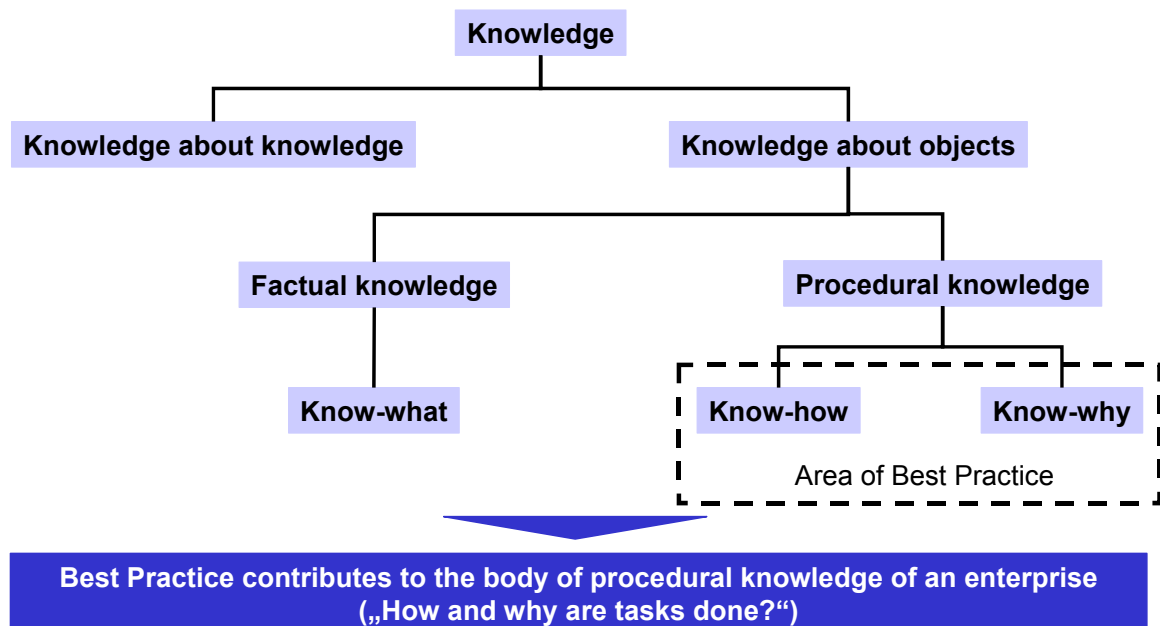 Knowledge
Knowledge about knowledge
Knowledge about objects
Factual knowledge
Procedural knowledge
Know-what
Know-how
Know-why
Area of Best Practice
Best Practice contributes to the body of procedural knowledge of an enterprise
(„How and why are tasks done?“)